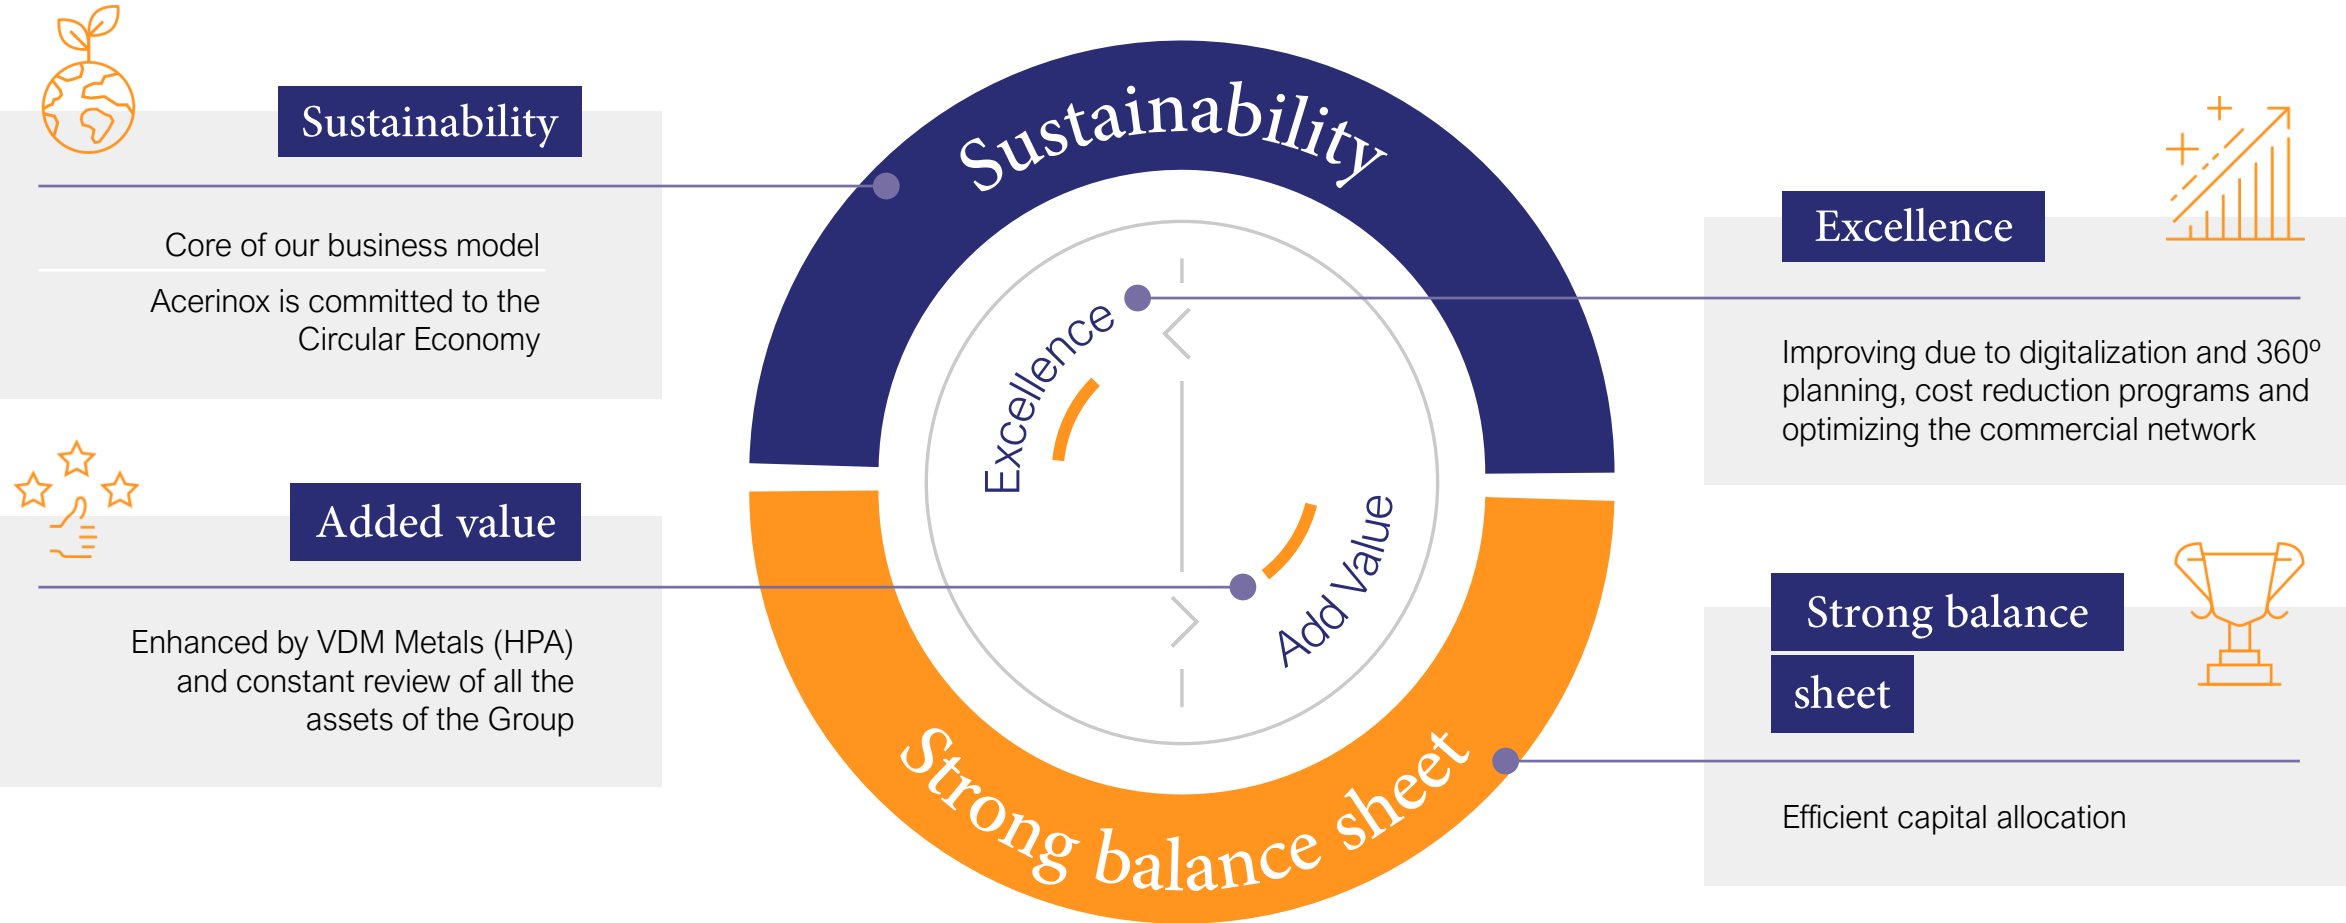 Sustainability
Core of our business model
Acerinox is committed to the
Circular Economy
Added value
Enhanced by VDM Metals (HPA)
and constant review of all the
assets of the Group
Sustainability
Excellence
Add Value
Strong balance sheet
Excellence
Improving due to digitalization and 360º
planning, cost reduction programs and
optimizing the commercial network
Strong balance
sheet
Efficient capital allocation